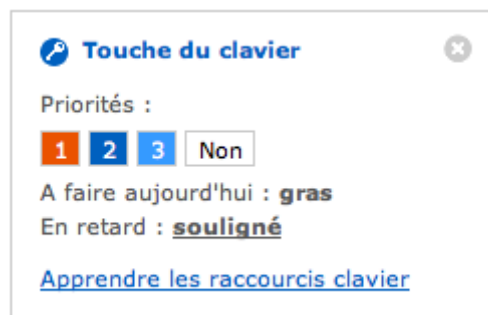 Touche du clavier
Priorités :
1 2 3 Non
A faire aujourd'hui : gras
En retard : souligné
Apprendre les raccourcis clavier